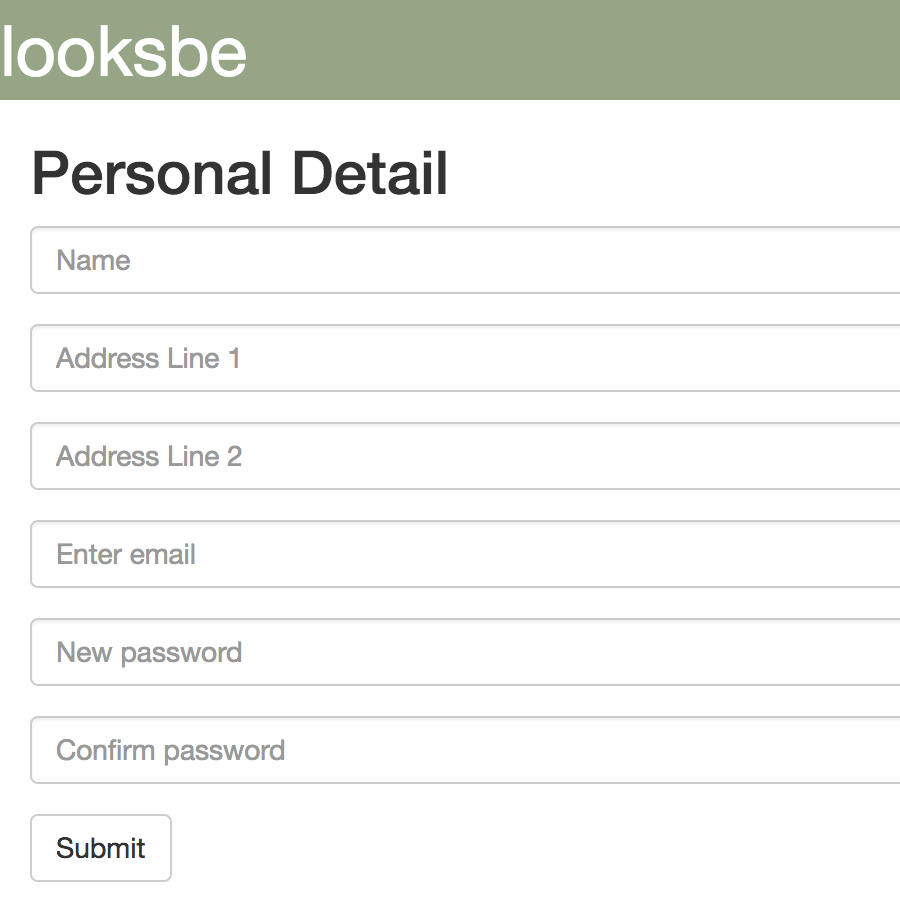 looksbe
Personal Detail
Name
Address Line 1
Address Line 2
Enter email
New password
Confirm password
Submit